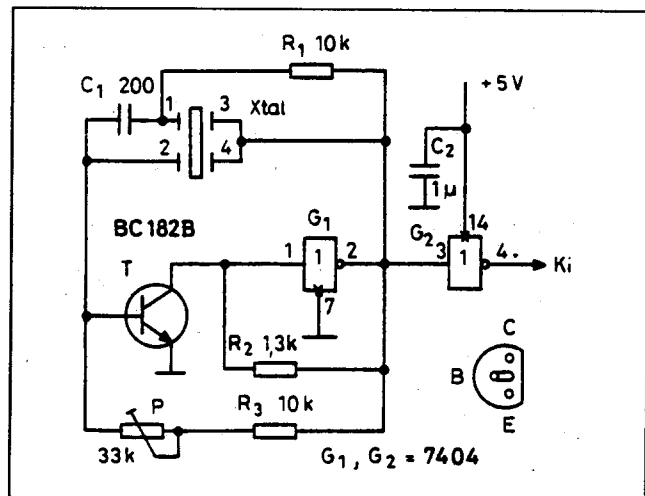 R₁ 10k
C₁ 200
1 3 Xtal
2 4
+5V
C₂
1μ
BC 182B
G₁
G₂
14
T
1 1 2
3 1 4.
Ki
7
R₂ 1,3k
C
B
E
P
R₃ 10k
33k
G₁, G₂ = 7404